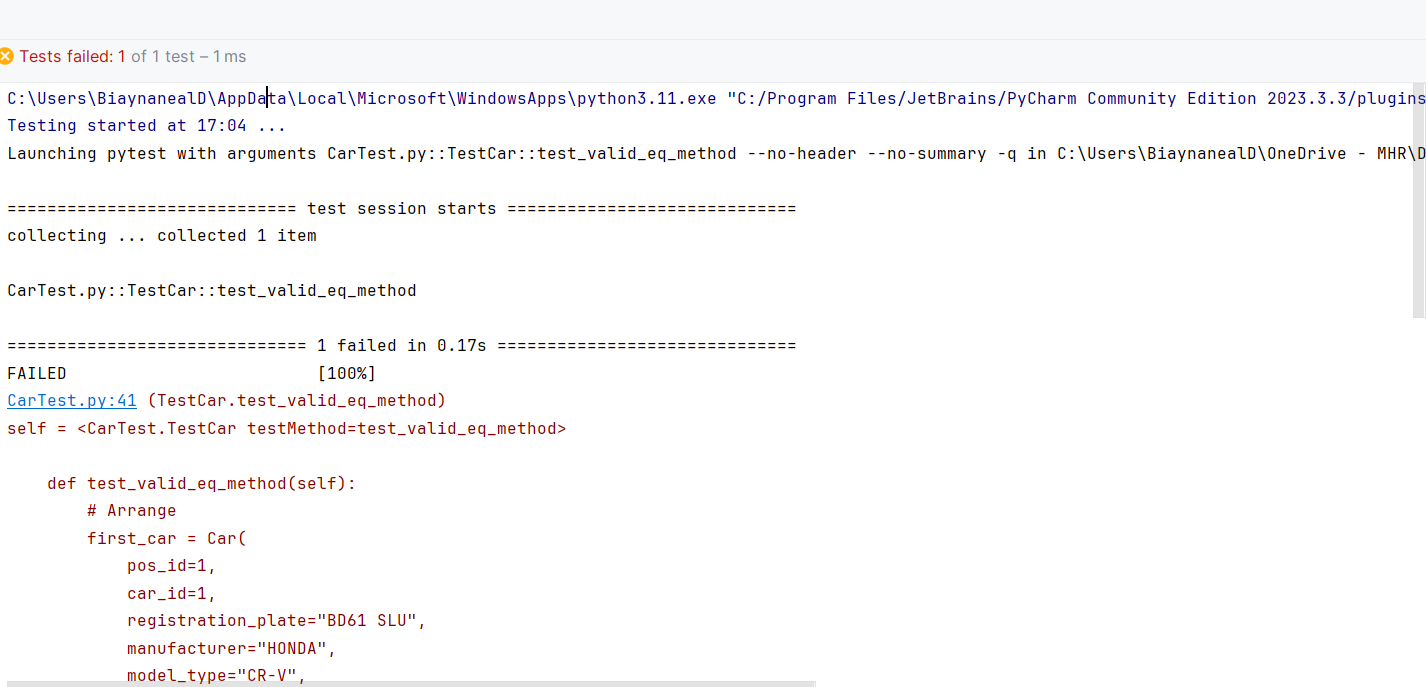 Tests failed: 1 of 1 test – 1 ms
C:\Users\BiaynanealD\AppData\Local\Microsoft\WindowsApps\python3.11.exe "C:/Program Files/JetBrains/PyCharm Community Edition 2023.3.3/plugins
Testing started at 17:04 ...
Launching pytest with arguments CarTest.py::TestCar::test_valid_eq_method --no-header --no-summary -q in C:\Users\BiaynanealD\OneDrive - MHR\D
============================= test session starts =============================
collecting ... collected 1 item
CarTest.py::TestCar::test_valid_eq_method
============================== 1 failed in 0.17s ==============================
FAILED                         [100%]
CarTest.py:41 (TestCar.test_valid_eq_method)
self = <CarTest.TestCar testMethod=test_valid_eq_method>
    def test_valid_eq_method(self):
        # Arrange
        first_car = Car(
            pos_id=1,
            car_id=1,
            registration_plate="BD61 SLU",
            manufacturer="HONDA",
            model_type="CR-V",